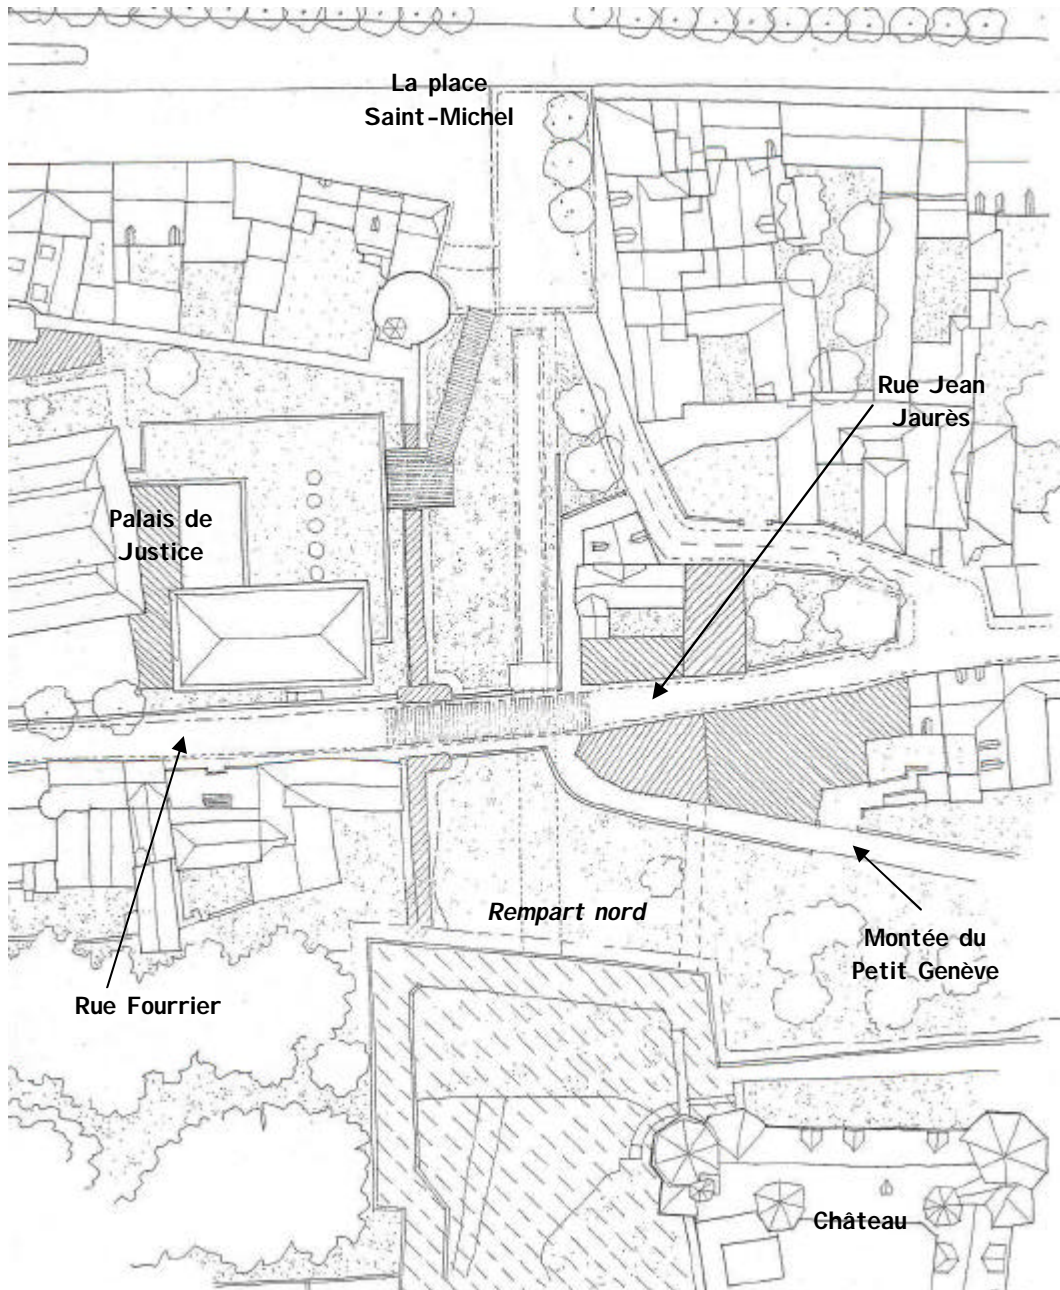 La place
Saint-Michel
Rue Jean
Jaurès
Palais de
Justice
Rempart nord
Montée du
Petit Genève
Rue Fourrier
Château